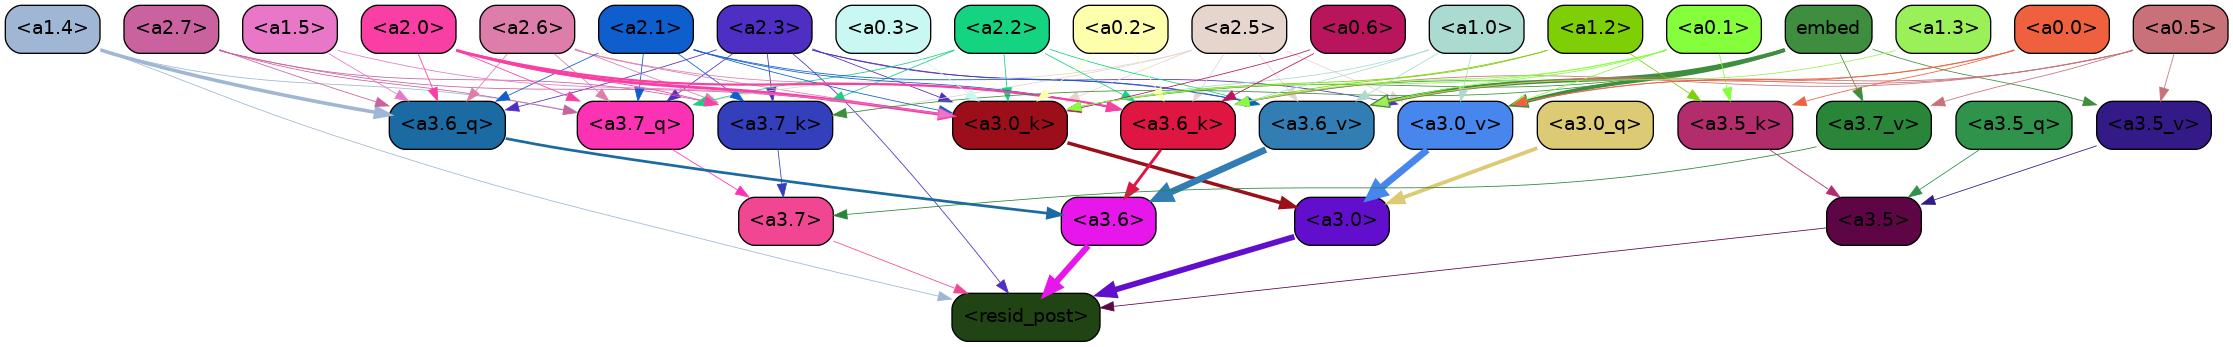 <a1.4> <a2.7> <a1.5> <a2.0> <a2.6> <a2.1> <a2.3> <a0.3> <a2.2> <a0.2> <a2.5> <a0.6> <a1.0> <a1.2> <a0.1> embed <a1.3> <a0.0> <a0.5>
<a3.6_q> <a3.7_q> <a3.7_k> <a3.0_k> <a3.6_k> <a3.6_v> <a3.0_v> <a3.0_q> <a3.5_k> <a3.7_v> <a3.5_q> <a3.5_v>
<a3.7> <a3.6> <a3.0> <a3.5>
<resid_post>